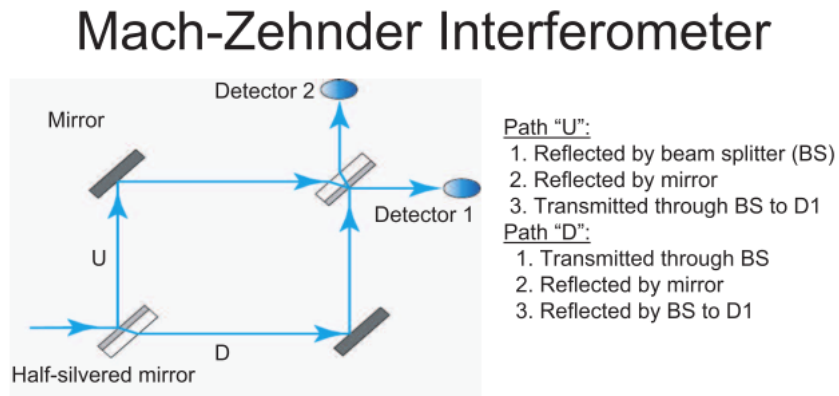 Mach-Zehnder Interferometer
Detector 2
Mirror
Detector 1
U
D
Half-silvered mirror
Path “U”:
1. Reflected by beam splitter (BS)
2. Reflected by mirror
3. Transmitted through BS to D1
Path “D”:
1. Transmitted through BS
2. Reflected by mirror
3. Reflected by BS to D1